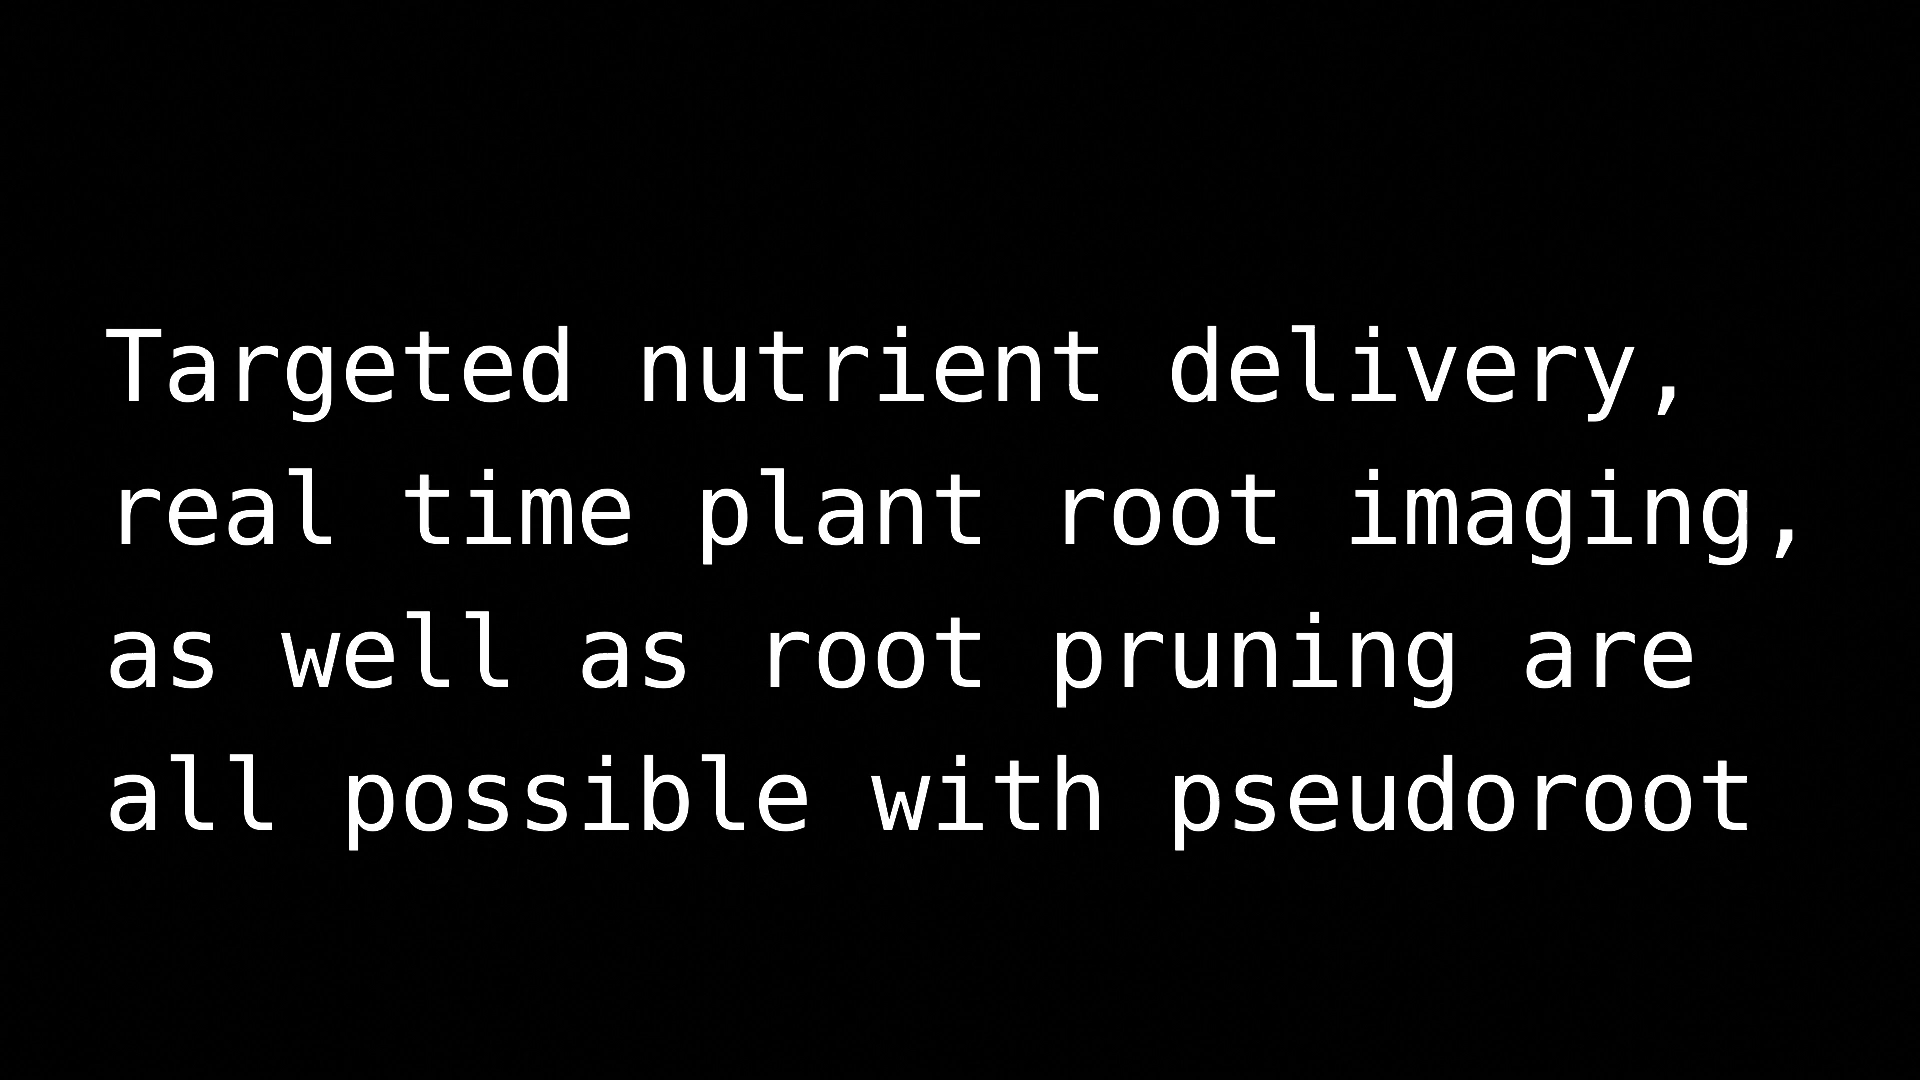 Targeted nutrient delivery,
real time plant root imaging,
as well as root pruning are
all possible with pseudoroot